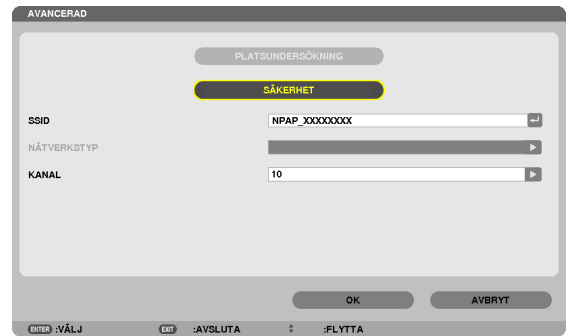 AVANCERAD
PLATSUNDERSÖKNING
SÄKERHET
SSID NPAP_XXXXXXXX
NÄTVERKSTYP
KANAL 10
OK AVBRYT
ENTER :VÄLJ EXIT :AVSLUTA :FLYTTA